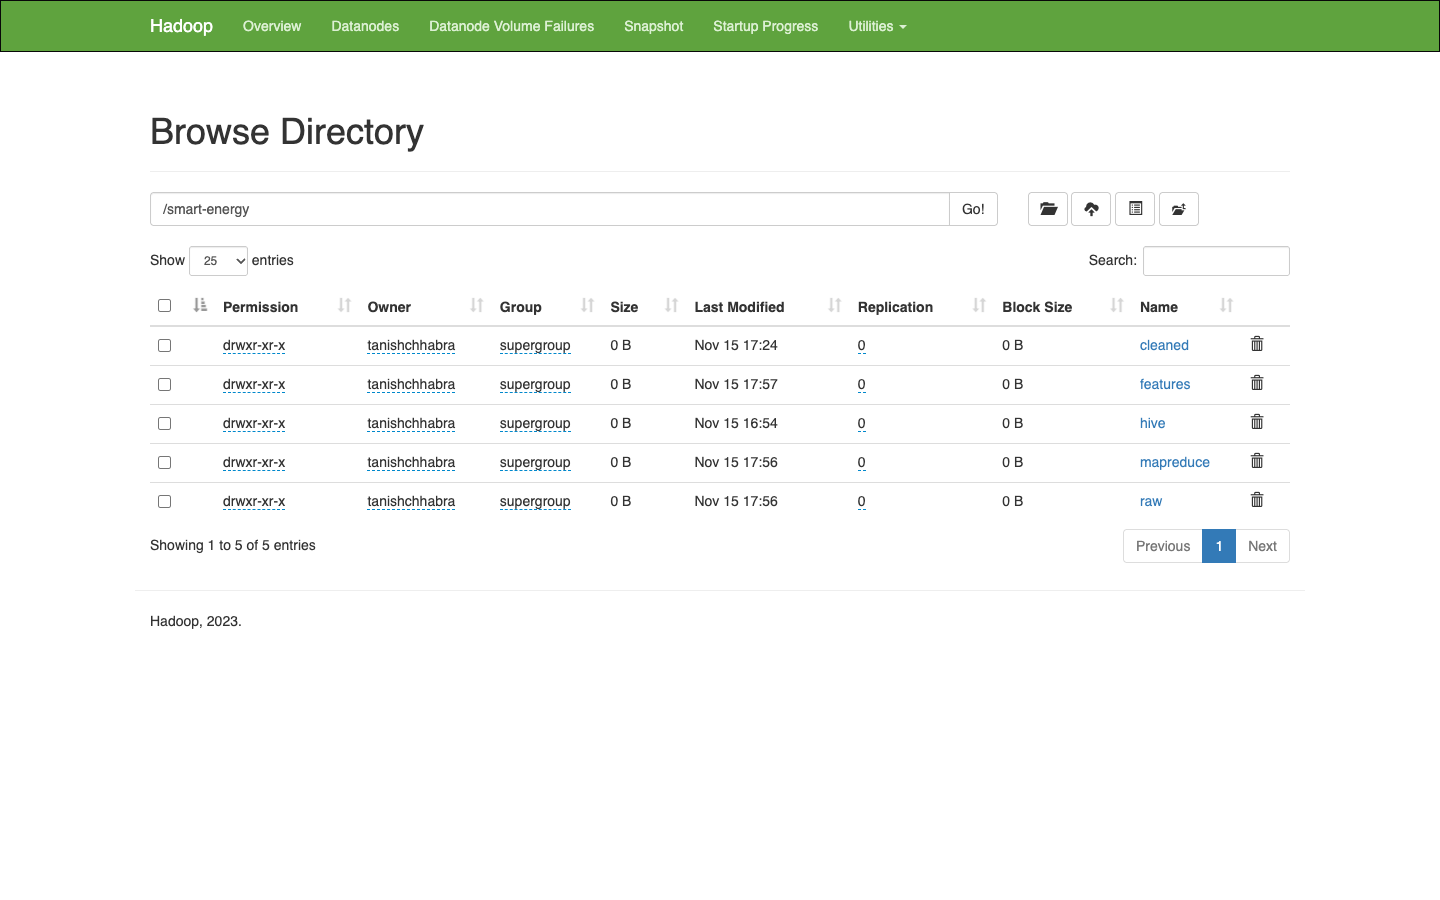 Hadoop Overview Datanodes Datanode Volume Failures Snapshot Startup Progress Utilities
Browse Directory
/smart-energy Go!
Show 25 entries Search:
Permission Owner Group Size Last Modified Replication Block Size Name
drwxr-xr-x tanishchhabra supergroup 0 B Nov 15 17:24 0 0 B cleaned
drwxr-xr-x tanishchhabra supergroup 0 B Nov 15 17:57 0 0 B features
drwxr-xr-x tanishchhabra supergroup 0 B Nov 15 16:54 0 0 B hive
drwxr-xr-x tanishchhabra supergroup 0 B Nov 15 17:56 0 0 B mapreduce
drwxr-xr-x tanishchhabra supergroup 0 B Nov 15 17:56 0 0 B raw
Showing 1 to 5 of 5 entries Previous 1 Next
Hadoop, 2023.